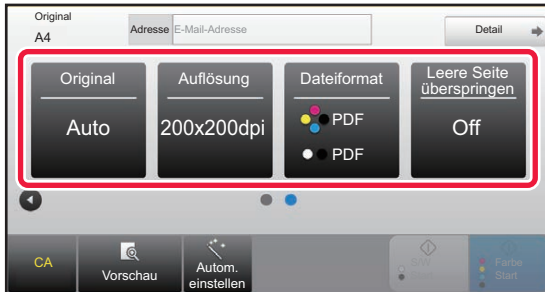 Original
A4
Adresse E-Mail-Adresse
Detail
Original
Auto
Auflösung
200x200dpi
Dateiformat
PDF
PDF
Leere Seite
überspringen
Off
CA
Vorschau
Autom.
einstellen
S/W
Start
Farbe
Start